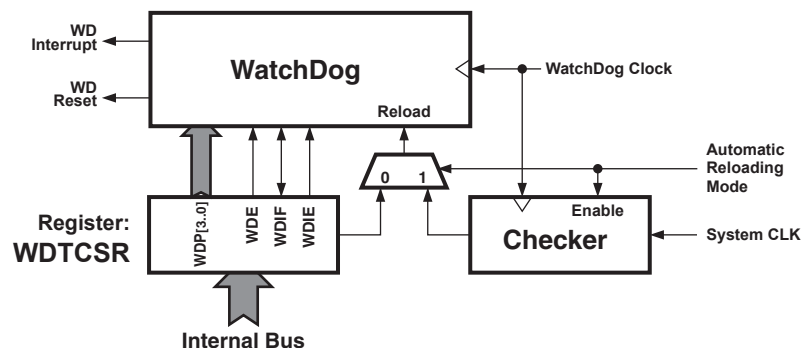 WD
Interrupt
WatchDog
WatchDog Clock
WD
Reset
Reload
Automatic
Reloading
Mode
0 1
Register:
WDTCSR
WDP[3..0]
WDE
WDIF
WDIE
Enable
Checker
System CLK
Internal Bus